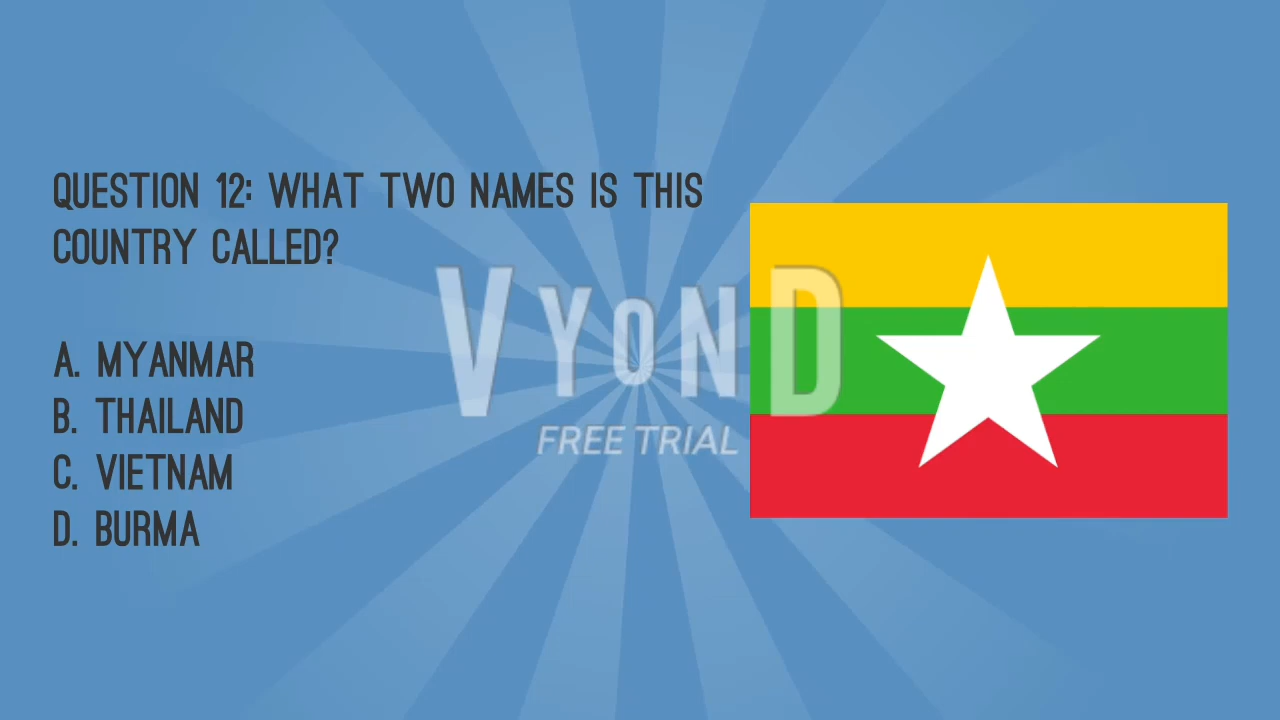 QUESTION 12: WHAT TWO NAMES IS THIS
COUNTRY CALLED?
A. MYANMAR
B. THAILAND
C. VIETNAM
D. BURMA
VYOND
FREE TRIAL